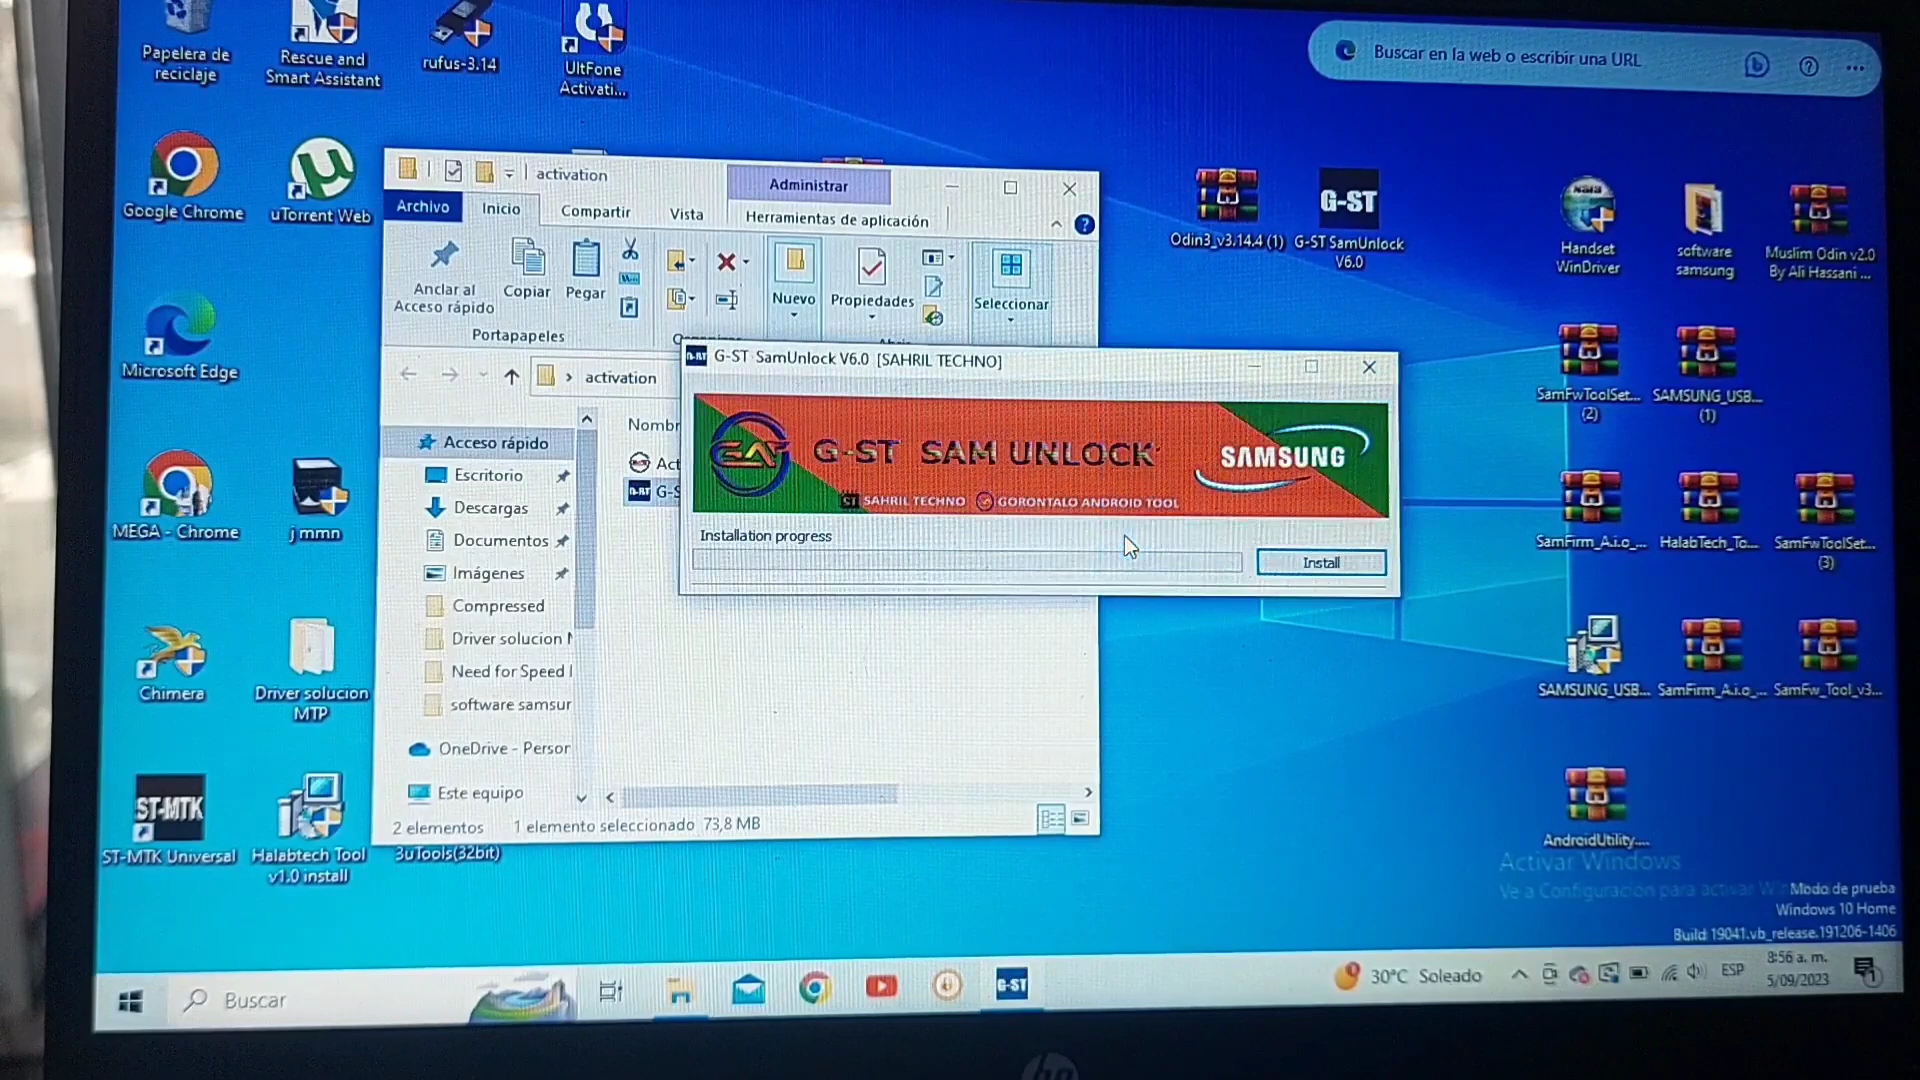 Papelera de
reciclaje
Rescue and
Smart Assistant
rufus-3.14
UltFone
Activati...
Buscar en la web o escribir una URL
Google Chrome
uTorrent Web
Microsoft Edge
MEGA - Chrome
j mmn
Chimera
Driver solucion
MTP
ST-MTK
ST-MTK Universal
Halabtech Tool
v1.0 install
3uTools(32bit)
activation
Administrar
Archivo
Inicio
Compartir
Vista
Herramientas de aplicación
Anclar al
Acceso rápido
Copiar
Pegar
Nuevo
Propiedades
Seleccionar
Portapapeles
activation
Nombr
Act
G-S
Acceso rápido
Escritorio
Descargas
Documentos
Imágenes
Compressed
Driver solucion
Need for Speed
software samsur
OneDrive - Persor
Este equipo
2 elementos
1 elemento seleccionado 73,8 MB
G-ST SamUnlock V6.0 [SAHRIL TECHNO]
G-ST SAM UNLOCK
SAMSUNG
ST SAHRIL TECHNO
GORONTALO ANDROID TOOL
Installation progress
Install
Odin3_v3.14.4 (1)
G-ST
G-ST SamUnlock
V6.0
Handset
WinDriver
software
samsung
Muslim Odin v2.0
By Ali Hassani ...
SamFwToolSet...
(2)
SAMSUNG_USB...
(1)
SamFirm_A.i.o_...
HalabTech_To...
SamFwToolSet...
(3)
SAMSUNG_USB...
SamFirm_A.i.o_...
SamFw_Tool_v3...
AndroidUtility....
Activar Windows
Ve a Configuración para activar
Modo de prueba
Windows 10 Home
Build 19041.vb_release.191206-1406
Buscar
G-ST
30°C Soleado
ESP
8:56 a. m.
5/09/2023
hp